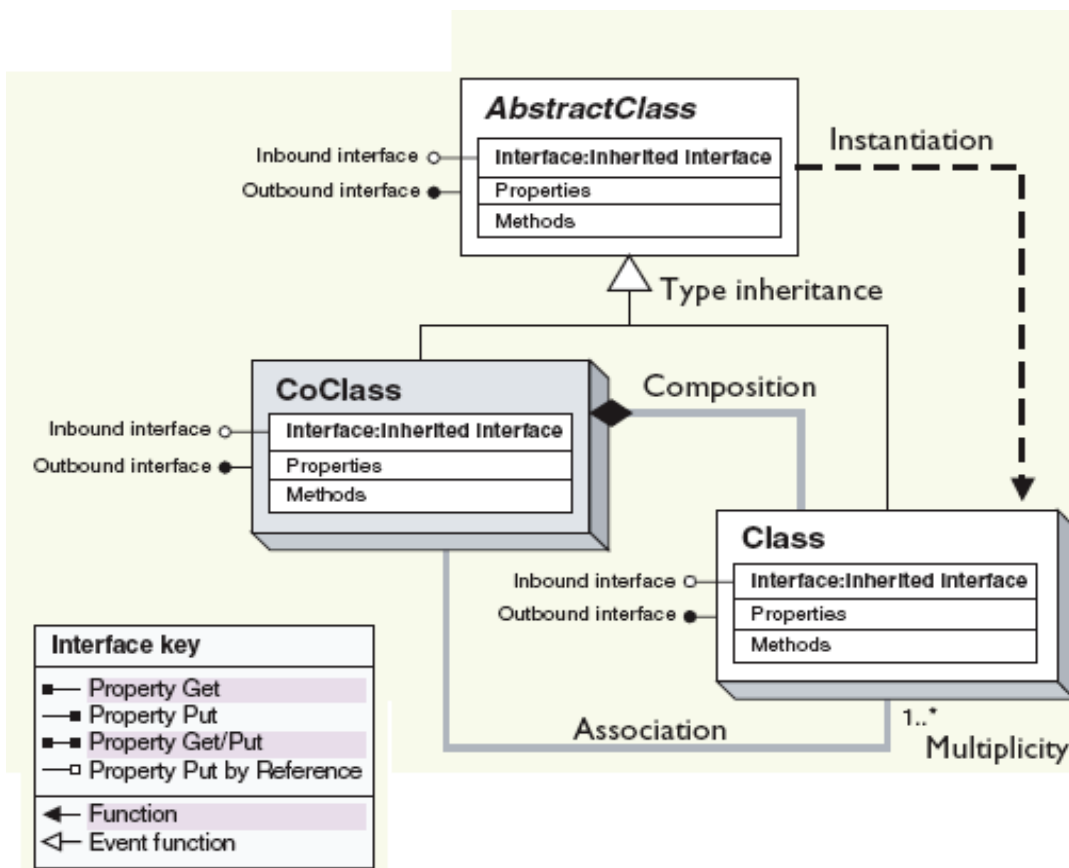 AbstractClass
Inbound interface
Interface:Inherited Interface
Instantiation
Outbound interface
Properties
Methods
Type inheritance
CoClass
Composition
Inbound interface
Interface:Inherited Interface
Outbound interface
Properties
Methods
Class
Inbound interface
Interface:Inherited Interface
Outbound interface
Properties
Methods
Interface key
Property Get
Property Put
Property Get/Put
Property Put by Reference
Function
Event function
Association
1..*
Multiplicity